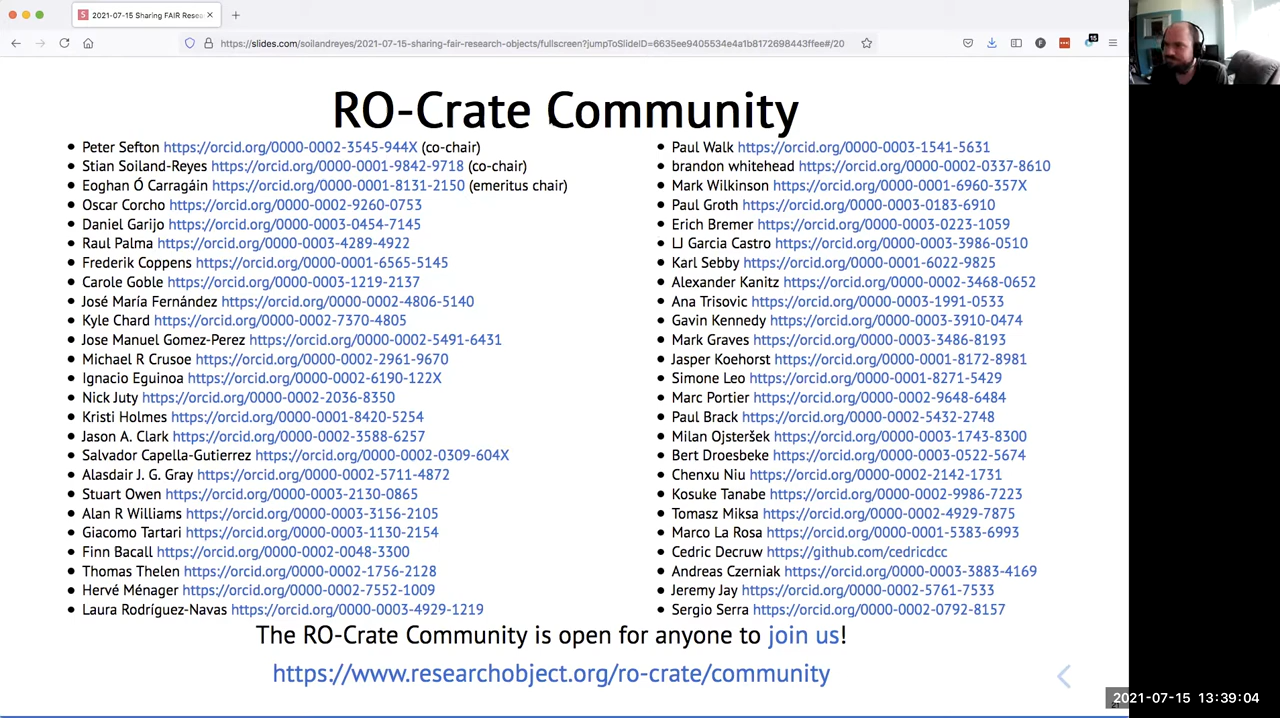 2021-07-15 Sharing FAIR Resea
https://slides.com/soilandreyes/2021-07-15-sharing-fair-research-objects/fullscreen?jumpToSlideID=6635ee9405534e4a1b8172698443ffee#/20
15
RO-Crate Community
Peter Sefton https://orcid.org/0000-0002-3545-944X (co-chair)
Stian Soiland-Reyes https://orcid.org/0000-0001-9842-9718 (co-chair)
Eoghan Ó Carragáin https://orcid.org/0000-0001-8131-2150 (emeritus chair)
Oscar Corcho https://orcid.org/0000-0002-9260-0753
Daniel Garijo https://orcid.org/0000-0003-0454-7145
Raul Palma https://orcid.org/0000-0003-4289-4922
Frederik Coppens https://orcid.org/0000-0001-6565-5145
Carole Goble https://orcid.org/0000-0003-1219-2137
José María Fernández https://orcid.org/0000-0002-4806-5140
Kyle Chard https://orcid.org/0000-0002-7370-4805
Jose Manuel Gomez-Perez https://orcid.org/0000-0002-5491-6431
Michael R Crusoe https://orcid.org/0000-0002-2961-9670
Ignacio Eguinoa https://orcid.org/0000-0002-6190-122X
Nick Juty https://orcid.org/0000-0002-2036-8350
Kristi Holmes https://orcid.org/0000-0001-8420-5254
Jason A. Clark https://orcid.org/0000-0002-3588-6257
Salvador Capella-Gutierrez https://orcid.org/0000-0002-0309-604X
Alasdair J. G. Gray https://orcid.org/0000-0002-5711-4872
Stuart Owen https://orcid.org/0000-0003-2130-0865
Alan R Williams https://orcid.org/0000-0003-3156-2105
Giacomo Tartari https://orcid.org/0000-0003-1130-2154
Finn Bacall https://orcid.org/0000-0002-0048-3300
Thomas Thelen https://orcid.org/0000-0002-1756-2128
Hervé Ménager https://orcid.org/0000-0002-7552-1009
Laura Rodríguez-Navas https://orcid.org/0000-0003-4929-1219
Paul Walk https://orcid.org/0000-0003-1541-5631
brandon whitehead https://orcid.org/0000-0002-0337-8610
Mark Wilkinson https://orcid.org/0000-0001-6960-357X
Paul Groth https://orcid.org/0000-0003-0183-6910
Erich Bremer https://orcid.org/0000-0003-0223-1059
LJ Garcia Castro https://orcid.org/0000-0003-3986-0510
Karl Sebby https://orcid.org/0000-0001-6022-9825
Alexander Kanitz https://orcid.org/0000-0002-3468-0652
Ana Trisovic https://orcid.org/0000-0003-1991-0533
Gavin Kennedy https://orcid.org/0000-0003-3910-0474
Mark Graves https://orcid.org/0000-0003-3486-8193
Jasper Koehorst https://orcid.org/0000-0001-8172-8981
Simone Leo https://orcid.org/0000-0001-8271-5429
Marc Portier https://orcid.org/0000-0002-9648-6484
Paul Brack https://orcid.org/0000-0002-5432-2748
Milan Ojsteršek https://orcid.org/0000-0003-1743-8300
Bert Droesbeke https://orcid.org/0000-0003-0522-5674
Chenxu Niu https://orcid.org/0000-0002-2142-1731
Kosuke Tanabe https://orcid.org/0000-0002-9986-7223
Tomasz Miksa https://orcid.org/0000-0002-4929-7875
Marco La Rosa https://orcid.org/0000-0001-5383-6993
Cedric Decruw https://github.com/cedricdcc
Andreas Czerniak https://orcid.org/0000-0003-3883-4169
Jeremy Jay https://orcid.org/0000-0002-5761-7533
Sergio Serra https://orcid.org/0000-0002-0792-8157
The RO-Crate Community is open for anyone to join us!
https://www.researchobject.org/ro-crate/community
2021-07-15 13:39:04